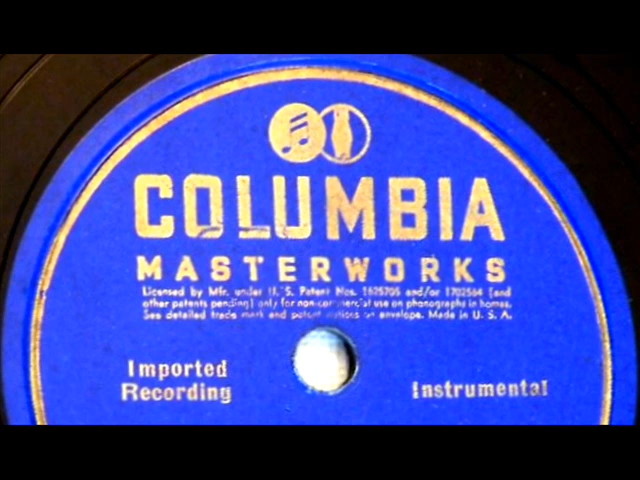 COLUMBIA
MASTERWORKS
Licensed by Mfr. under U. S. Patent Nos. 1625705 and/or 1702564 (and
other patents pending) only for non-commercial use on phonographs in homes.
See detailed trade mark and patent notices on envelope. Made in U. S. A.
Imported
Recording
Instrumental